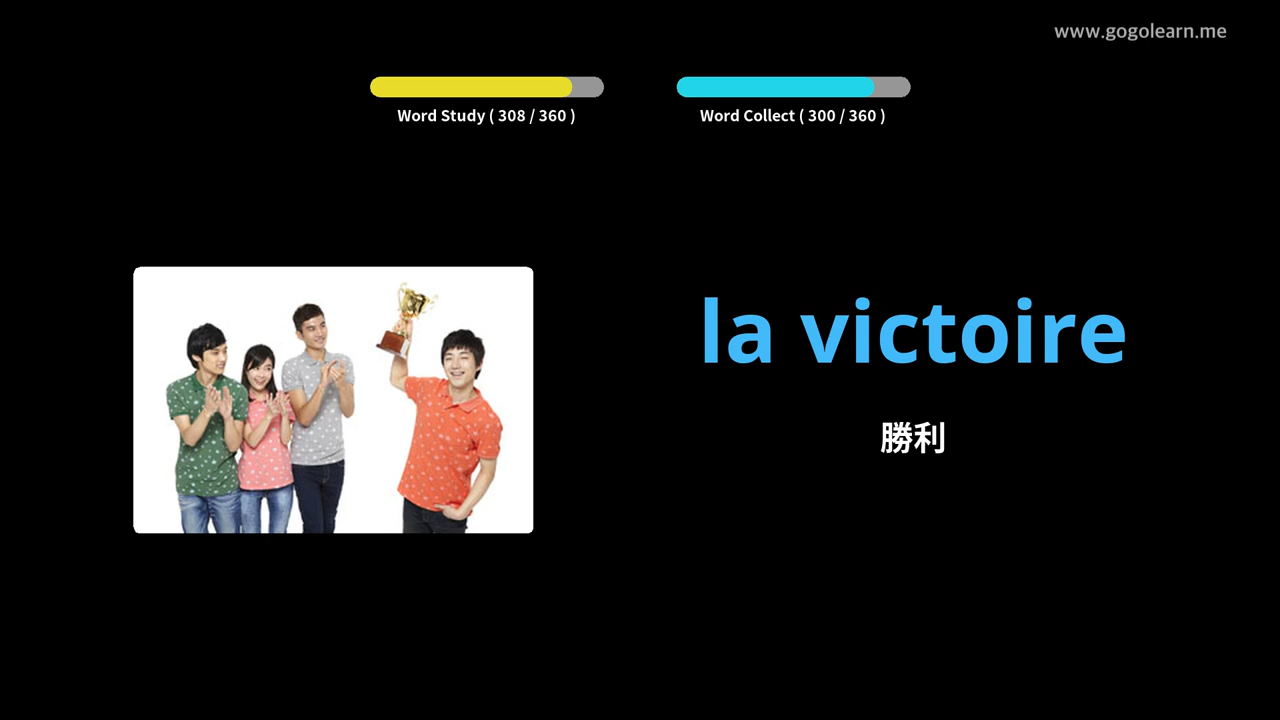 www.gogolearn.me
Word Study ( 308 / 360 )
Word Collect ( 300 / 360 )
la victoire
勝利